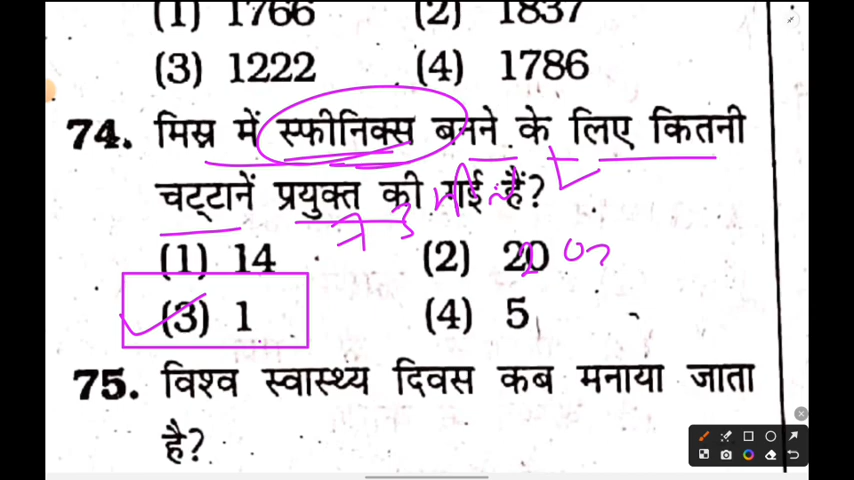 (1) 1766 (2) 1837
(3) 1222 (4) 1786
74. मिस्र में स्फीनिक्स बनने के लिए कितनी
चट्टानें प्रयुक्त की गई हैं?
(1) 14 (2) 20
(3) 1 (4) 5
75. विश्व स्वास्थ्य दिवस कब मनाया जाता
है?